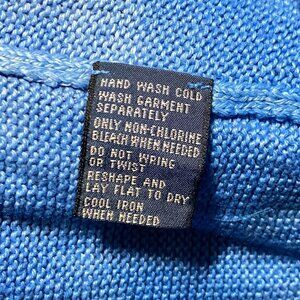 HAND WASH COLD
WASH GARMENT
SEPARATELY
ONLY NON-CHLORINE
BLEACH WHEN NEEDED
DO NOT WRING
OR TWIST
RESHAPE AND
LAY FLAT TO DRY
COOL IRON
WHEN NEEDED